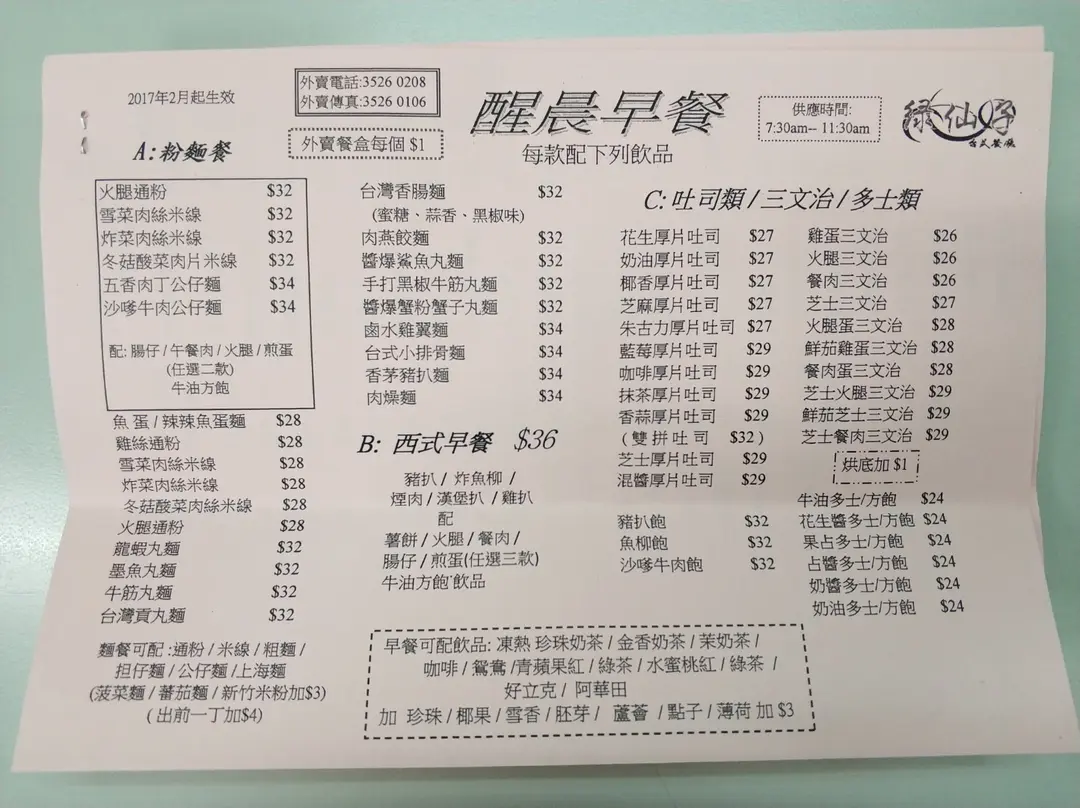 2017年2月起生效
外賣電話:3526 0208
外賣傳真:3526 0106
外賣餐盒每個 $1
醒晨早餐
每款配下列飲品
供應時間:
7:30am-- 11:30am
綠仙子
台式餐廳
A:粉麵餐
火腿通粉 $32
雪菜肉絲米線 $32
炸菜肉絲米線 $32
冬菇酸菜肉片米線 $32
五香肉丁公仔麵 $34
沙嗲牛肉公仔麵 $34
配: 腸仔 / 午餐肉 / 火腿 / 煎蛋
(任選二款)
牛油方飽
魚 蛋 / 辣辣魚蛋麵 $28
雞絲通粉 $28
雪菜肉絲米線 $28
炸菜肉絲米線 $28
冬菇酸菜肉絲米線 $28
火腿通粉 $28
龍蝦丸麵 $32
墨魚丸麵 $32
牛筋丸麵 $32
台灣貢丸麵 $32
麵餐可配 :通粉 / 米線 / 粗麵 /
担仔麵 / 公仔麵 /上海麵
(菠菜麵 / 蕃茄麵 / 新竹米粉加$3)
( 出前一丁加$4)
台灣香腸麵 $32
(蜜糖、蒜香、黑椒味)
肉燕餃麵 $32
醬爆鯊魚丸麵 $32
手打黑椒牛筋丸麵 $32
醬爆蟹粉蟹子丸麵 $32
鹵水雞翼麵 $34
台式小排骨麵 $34
香茅豬扒麵 $34
肉燥麵 $34
B: 西式早餐 $36
豬扒 / 炸魚柳 /
煙肉 / 漢堡扒 / 雞扒
配
薯餅 / 火腿 / 餐肉 /
腸仔 / 煎蛋(任選三款)
牛油方飽 飲品
C: 吐司類 / 三文治 / 多士類
花生厚片吐司 $27
奶油厚片吐司 $27
椰香厚片吐司 $27
芝麻厚片吐司 $27
朱古力厚片吐司 $27
藍莓厚片吐司 $29
咖啡厚片吐司 $29
抹茶厚片吐司 $29
香蒜厚片吐司 $29
( 雙 拼 吐 司 $32 )
芝士厚片吐司 $29
混醬厚片吐司 $29
豬扒飽 $32
魚柳飽 $32
沙嗲牛肉飽 $32
雞蛋三文治 $26
火腿三文治 $26
餐肉三文治 $26
芝士三文治 $27
火腿蛋三文治 $28
鮮茄雞蛋三文治 $28
餐肉蛋三文治 $28
芝士火腿三文治 $29
鮮茄芝士三文治 $29
芝士餐肉三文治 $29
烘底加 $1
牛油多士/方飽 $24
花生醬多士/方飽 $24
果占多士/方飽 $24
占醬多士/方飽 $24
奶醬多士/方飽 $24
奶油多士/方飽 $24
早餐可配飲品: 凍熱 珍珠奶茶 / 金香奶茶 / 茉奶茶 /
咖啡 / 鴛鴦 /青蘋果紅 / 綠茶 / 水蜜桃紅 / 綠茶 /
好立克 / 阿華田
加 珍珠 / 椰果 / 雪香 / 胚芽 / 蘆薈 / 點子 / 薄荷 加 $3